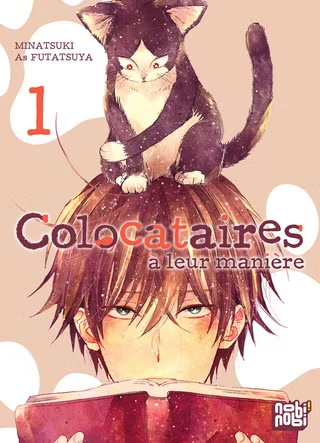 MINATSUKI
As FUTATSUYA
1
Colocataires
à leur manière
nobi!
nobi